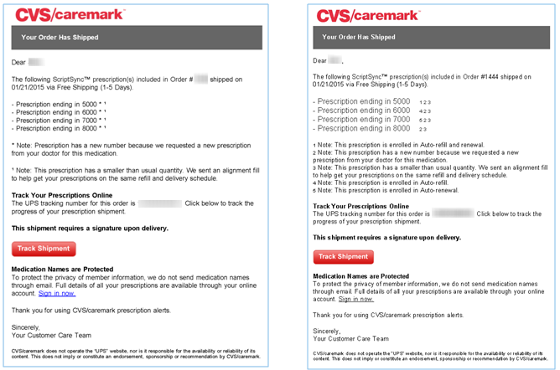 CVS/caremark™
Your Order Has Shipped
Dear
The following ScriptSync™ prescription(s) included in Order # shipped on
01/21/2015 via Free Shipping (1-5 Days)
- Prescription ending in 5000 * ¹
- Prescription ending in 6000 * ¹
- Prescription ending in 7000 * ¹
- Prescription ending in 8000 * ¹
* Note: Prescription has a new number because we requested a new prescription
from your doctor for this medication.
¹ Note: This prescription has a smaller than usual quantity. We sent an alignment fill
to help get your prescriptions on the same refill and delivery schedule.
Track Your Prescriptions Online
The UPS tracking number for this order is Click below to track the
progress of your prescription shipment.
This shipment requires a signature upon delivery.
Track Shipment
Medication Names are Protected
To protect the privacy of member information, we do not send medication names
through email. Full details of all your prescriptions are available through your online
account. Sign in now.
Thank you for using CVS/caremark prescription alerts.
Sincerely,
Your Customer Care Team
CVS/caremark does not operate the "UPS" website, nor is it responsible for the availability or reliability of its
content. This does not imply or constitute an endorsement, sponsorship or recommendation by CVS/caremark.
CVS/caremark™
Your Order Has Shipped
Dear ,
The following ScriptSync™ prescription(s) included in Order #1444 shipped on
01/21/2015 via Free Shipping (1-5 Days).
- Prescription ending in 5000 1 2 3
- Prescription ending in 6000 4 2 3
- Prescription ending in 7000 5 2 3
- Prescription ending in 8000 2 3
1 Note: This prescription is enrolled in Auto-refill and renewal.
2 Note: This prescription has a new number because we requested a new
prescription from your doctor for this medication.
3 Note: This prescription has a smaller than usual quantity. We sent an alignment fill
to help get your prescriptions on the same refill and delivery schedule.
4 Note: This prescription is enrolled in Auto-refill.
5 Note: This prescription is enrolled in Auto-renewal.
Track Your Prescriptions Online
The UPS tracking number for this order is Click below to track the
progress of your prescription shipment.
This shipment requires a signature upon delivery.
Track Shipment
Medication Names are Protected
To protect the privacy of member information, we do not send medication names
through email. Full details of all your prescriptions are available through your online
account. Sign in now.
Thank you for using CVS/caremark prescription alerts.
Sincerely,
Your Customer Care Team
CVS/caremark does not operate the "UPS" website, nor is it responsible for the availability or reliability of its
content. This does not imply or constitute an endorsement, sponsorship or recommendation by CVS/caremark.